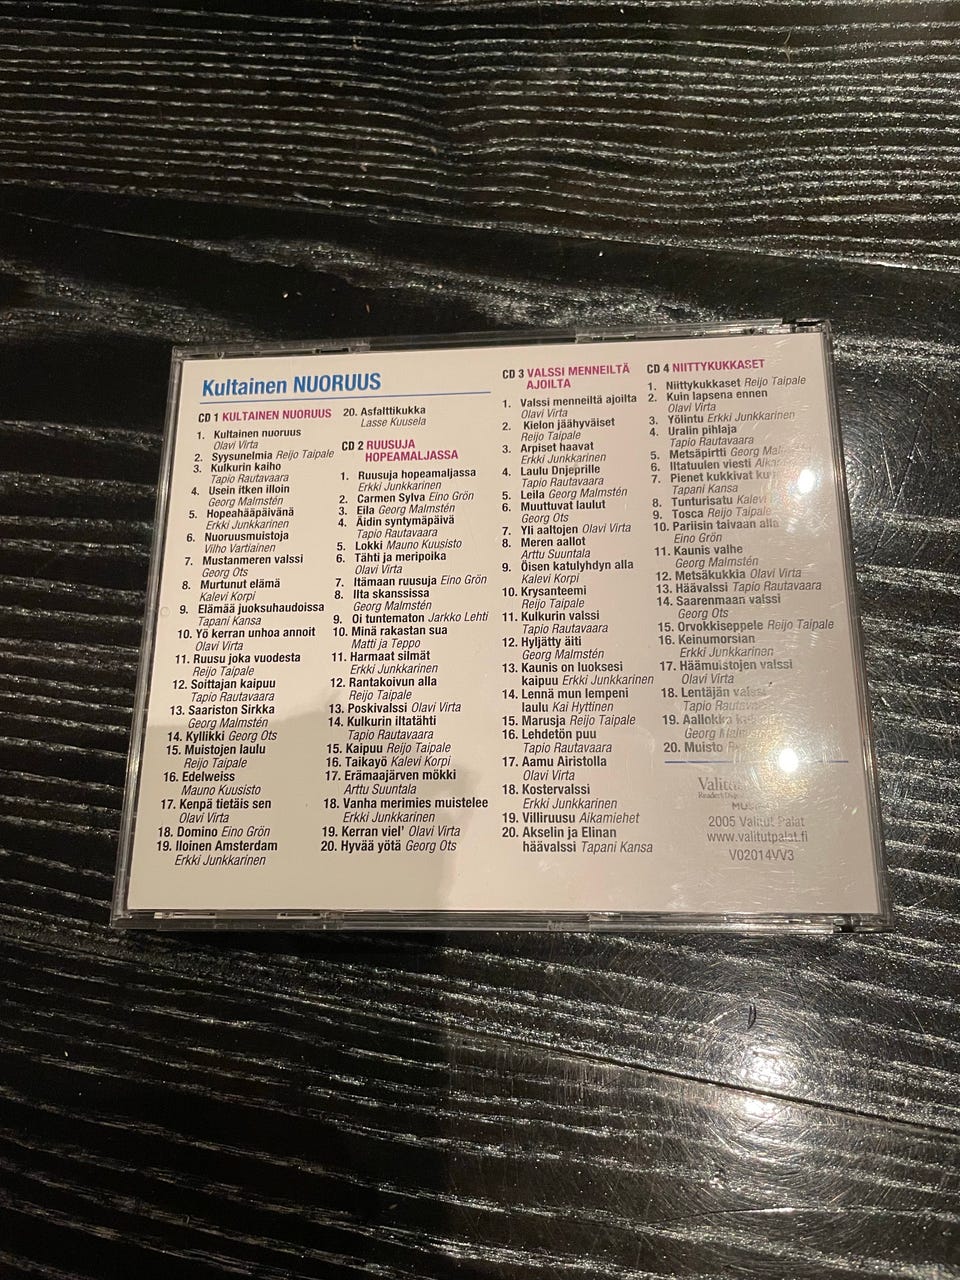 Kultainen NUORUUS
CD 1 KULTAINEN NUORUUS
1. Kultainen nuoruus
Olavi Virta
2. Syysunelmia Reijo Taipale
3. Kulkurin kaiho
Tapio Rautavaara
4. Usein itken illoin
Georg Malmstén
5. Hopeahääpäivänä
Erkki Junkkarinen
6. Nuoruusmuistoja
Vilho Vartiainen
7. Mustanmeren valssi
Georg Ots
8. Murtunut elämä
Kalevi Korpi
9. Elämää juoksuhaudoissa
Tapani Kansa
10. Yö kerran unhoa annoit
Olavi Virta
11. Ruusu joka vuodesta
Reijo Taipale
12. Soittajan kaipuu
Tapio Rautavaara
13. Saariston Sirkka
Georg Malmstén
14. Kyllikki Georg Ots
15. Muistojen laulu
Reijo Taipale
16. Edelweiss
Mauno Kuusisto
17. Kenpä tietäis sen
Olavi Virta
18. Domino Eino Grön
19. Iloinen Amsterdam
Erkki Junkkarinen
20. Asfalttikukka
Lasse Kuusela
CD 2 RUUSUJA
HOPEAMALJASSA
1. Ruusuja hopeamaljassa
Erkki Junkkarinen
2. Carmen Sylva Eino Grön
3. Eila Georg Malmstén
4. Äidin syntymäpäivä
Tapio Rautavaara
5. Lokki Mauno Kuusisto
6. Tähti ja meripoika
Olavi Virta
7. Itämaan ruusuja Eino Grön
8. Ilta skanssissa
Georg Malmstén
9. Oi tuntematon Jarkko Lehti
10. Minä rakastan sua
Matti ja Teppo
11. Harmaat silmät
Erkki Junkkarinen
12. Rantakoivun alla
Reijo Taipale
13. Poskivalssi Olavi Virta
14. Kulkurin iltatähti
Tapio Rautavaara
15. Kaipuu Reijo Taipale
16. Taikayö Kalevi Korpi
17. Erämaajärven mökki
Arttu Suuntala
18. Vanha merimies muistelee
Erkki Junkkarinen
19. Kerran viel' Olavi Virta
20. Hyvää yötä Georg Ots
CD 3 VALSSI MENNEILTÄ
AJOILTA
1. Valssi menneiltä ajoilta
Olavi Virta
2. Kielon jäähyväiset
Reijo Taipale
3. Arpiset haavat
Erkki Junkkarinen
4. Laulu Dnjeprille
Tapio Rautavaara
5. Leila Georg Malmstén
6. Muuttuvat laulut
Georg Ots
7. Yli aaltojen Olavi Virta
8. Meren aallot
Arttu Suuntala
9. Öisen katulyhdyn alla
Kalevi Korpi
10. Krysanteemi
Reijo Taipale
11. Kulkurin valssi
Tapio Rautavaara
12. Hyljätty äiti
Georg Malmstén
13. Kaunis on luoksesi
kaipuu Erkki Junkkarinen
14. Lennä mun lempeni
laulu Kai Hyttinen
15. Marusja Reijo Taipale
16. Lehdetön puu
Tapio Rautavaara
17. Aamu Airistolla
Olavi Virta
18. Kostervalssi
Erkki Junkkarinen
19. Villiruusu Aikamiehet
20. Akselin ja Elinan
häävalssi Tapani Kansa
CD 4 NIITTYKUKKASET
1. Niittykukkaset Reijo Taipale
2. Kuin lapsena ennen
Olavi Virta
3. Yölintu Erkki Junkkarinen
4. Uralin pihlaja
Tapio Rautavaara
5. Metsäpirtti Georg
6. Iltatuulen viesti
7. Pienet kukkivat
Tapani Kansa
8. Tunturisatu Kalevi
9. Tosca Reijo Taipale
10. Pariisin taivaan alla
Eino Grön
11. Kaunis valhe
Georg Malmstén
12. Metsäkukkia Olavi Virta
13. Häävalssi Tapio Rautavaara
14. Saarenmaan valssi
Georg Ots
15. Orvokkiseppele Reijo Taipale
16. Keinumorsian
Erkki Junkkarinen
17. Häämuistojen valssi
Olavi Virta
18. Lentäjän valssi
Tapio Rautavaara
19. Aallokko
Georg
20. Muisto
2005 Valitut Palat
www.valitutpalat.fi
V02014VV3